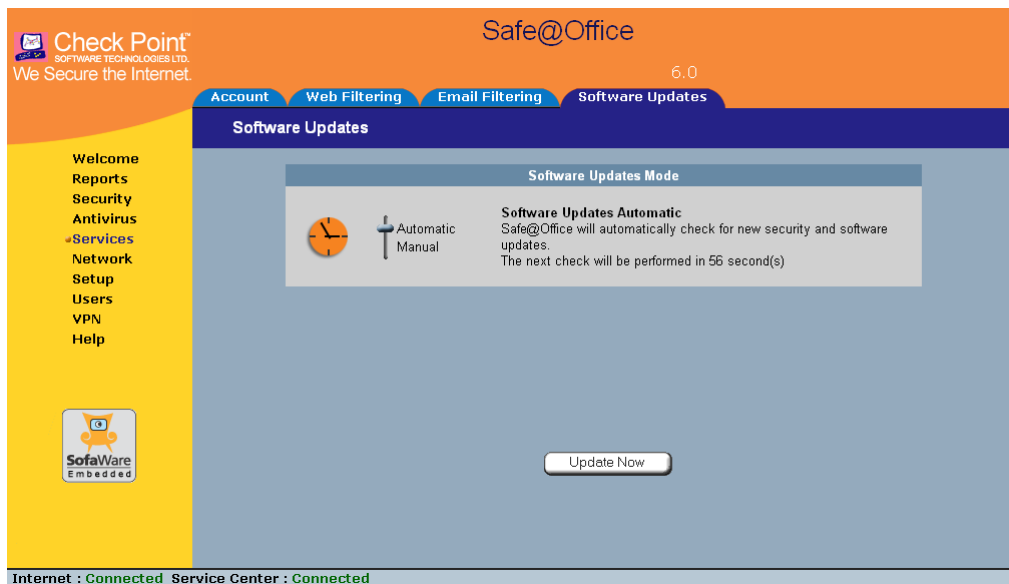 Safe@Office
Check Point™
SOFTWARE TECHNOLOGIES LTD.
We Secure the Internet.
6.0
Account Web Filtering Email Filtering Software Updates
Software Updates
Welcome
Reports
Security
Antivirus
Services
Network
Setup
Users
VPN
Help
Software Updates Mode
Automatic
Manual
Software Updates Automatic
Safe@Office will automatically check for new security and software
updates.
The next check will be performed in 56 second(s)
SofaWare
Embedded
Update Now
Internet : Connected Service Center : Connected